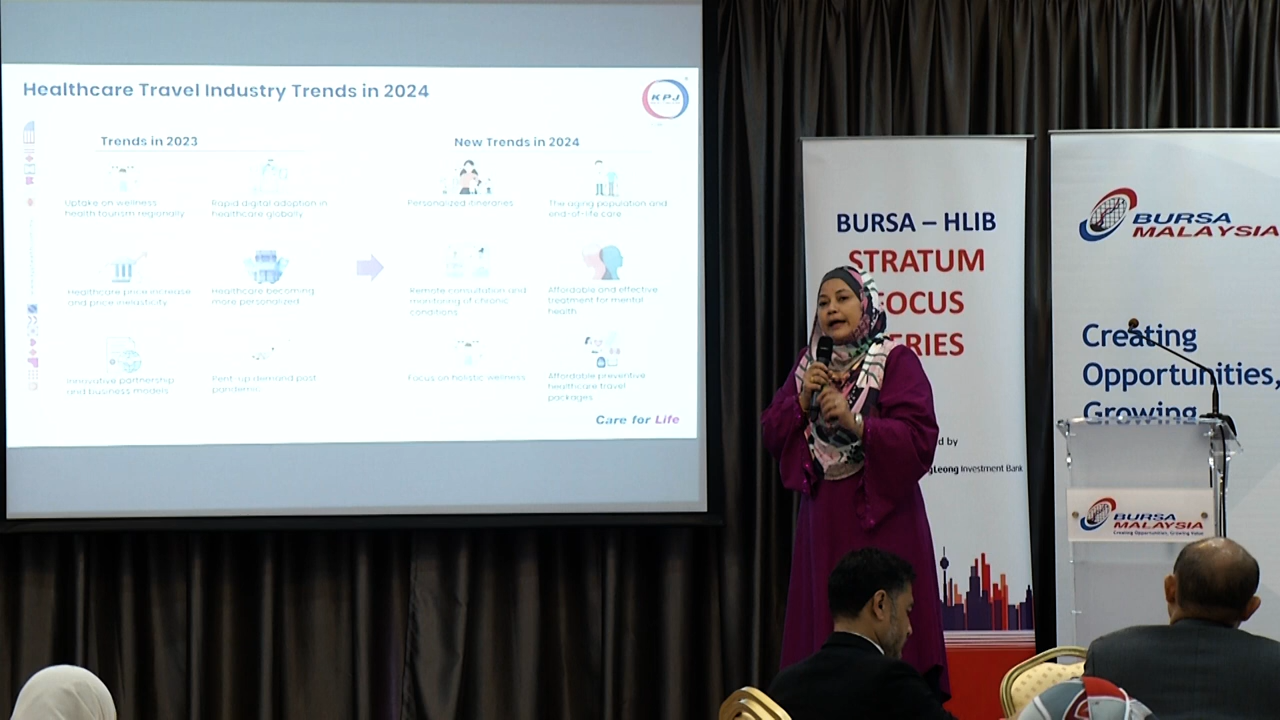 Healthcare Travel Industry Trends in 2024
KPJ
Trends in 2023
New Trends in 2024
Uptake on wellness
health tourism regionally
Rapid digital adoption in
healthcare globally
Personalized itineraries
The aging population and
end-of-life care
Healthcare price increase
and price inelasticity
Healthcare becoming
more personalized
Remote consultation and
monitoring of chronic
conditions
Affordable and effective
treatment for mental
health
Innovative partnership
and business models
Pent-up demand post
pandemic
Focus on holistic wellness
Affordable preventive
healthcare travel
packages
Care for Life
BURSA – HLIB
STRATUM
FOCUS
ERIES
d by
gLeong Investment Bank
BURSA
MALAYSIA
Creating
Opportunities,
Growing
BURSA
MALAYSIA
Creating Opportunities, Growing Value